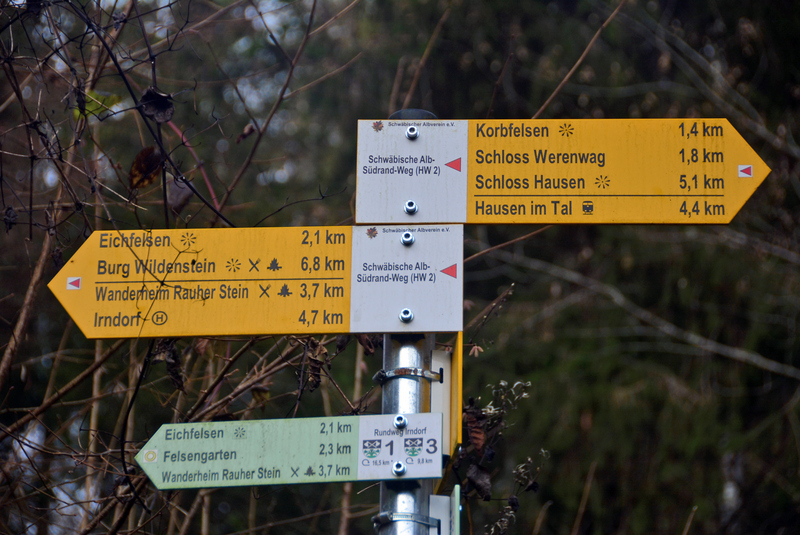 Schwäbischer Albverein e.V.
Schwäbische Alb-
Südrand-Weg (HW 2)
Korbfelsen 1,4 km
Schloss Werenwag 1,8 km
Schloss Hausen 5,1 km
Hausen im Tal 4,4 km
Eichfelsen 2,1 km
Burg Wildenstein 6,8 km
Wanderheim Rauher Stein 3,7 km
Irndorf H 4,7 km
Schwäbischer Albverein e.V.
Schwäbische Alb-
Südrand-Weg (HW 2)
Eichfelsen 2,1 km
Felsengarten 2,3 km
Wanderheim Rauher Stein 3,7 km
Rundweg Irndorf
1 3